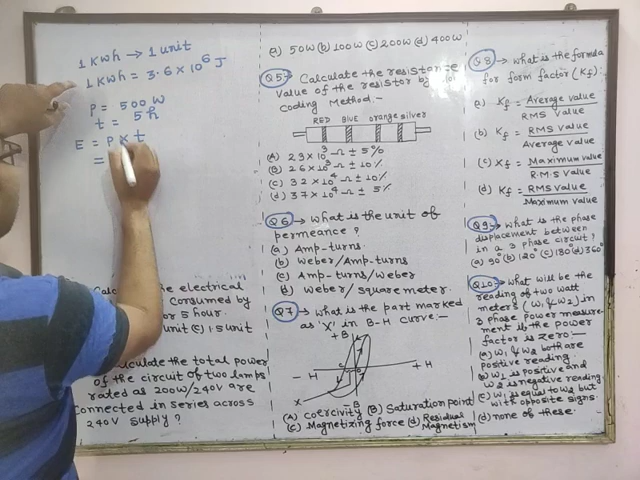 1 KWh → 1 unit
1 KWh = 3.6 × 10⁶ J
P = 500 W
t = 5 h
E = P × t
=
the electrical
consumed by
or 5 hour.
unit (c) 1.5 unit
culate the total power
of the circuit of two lamps
rated as 200W/240V are
connected in series across
240V supply?
a) 50W (b) 100W (c) 200W (d) 400W
Q5:- Calculate the resistance
value of the resistor by
coding Method:-
RED BLUE orange silver
(A) 23×10³ Ω ± 5%
(B) 26×10³ Ω ± 10%
(C) 32×10⁴ Ω ± 10%
(d) 37×10⁴ Ω ± 5%
Q6 → what is the unit of
permeance?
(a) Amp-turns.
(b) Weber/Amp-turns
(c) Amp-turns/weber
(d) Weber/square meter.
Q7 → what is the part marked
as 'X' in B-H curve:-
+B
- H
+ H
X
-B
(A) coercivity (B) Saturation point
(c) Magnetizing force (d) Residual
Magnetism
Q8 → what is the formula
for form factor (Kf):
(a) Kf = Average value / RMS value
(b) Kf = RMS value / Average value
(c) Kf = Maximum value / R.M.S value
(d) Kf = RMS value / Maximum value
Q9:- what is the phase
displacement between
in a 3 phase circuit?
(a) 90° (b) 120° (c) 180° (d) 360°
Q10:- what will be the
reading of two watt
meters (W₁ & W₂) in
3 phase power measure-
ment if the power
factor is zero:-
(a) W₁ & W₂ both are
positive reading.
(b) W₁ is positive and
W₂ is negative reading
(c) W₁ is equal to W₂ but
with opposite signs.
(d) none of these